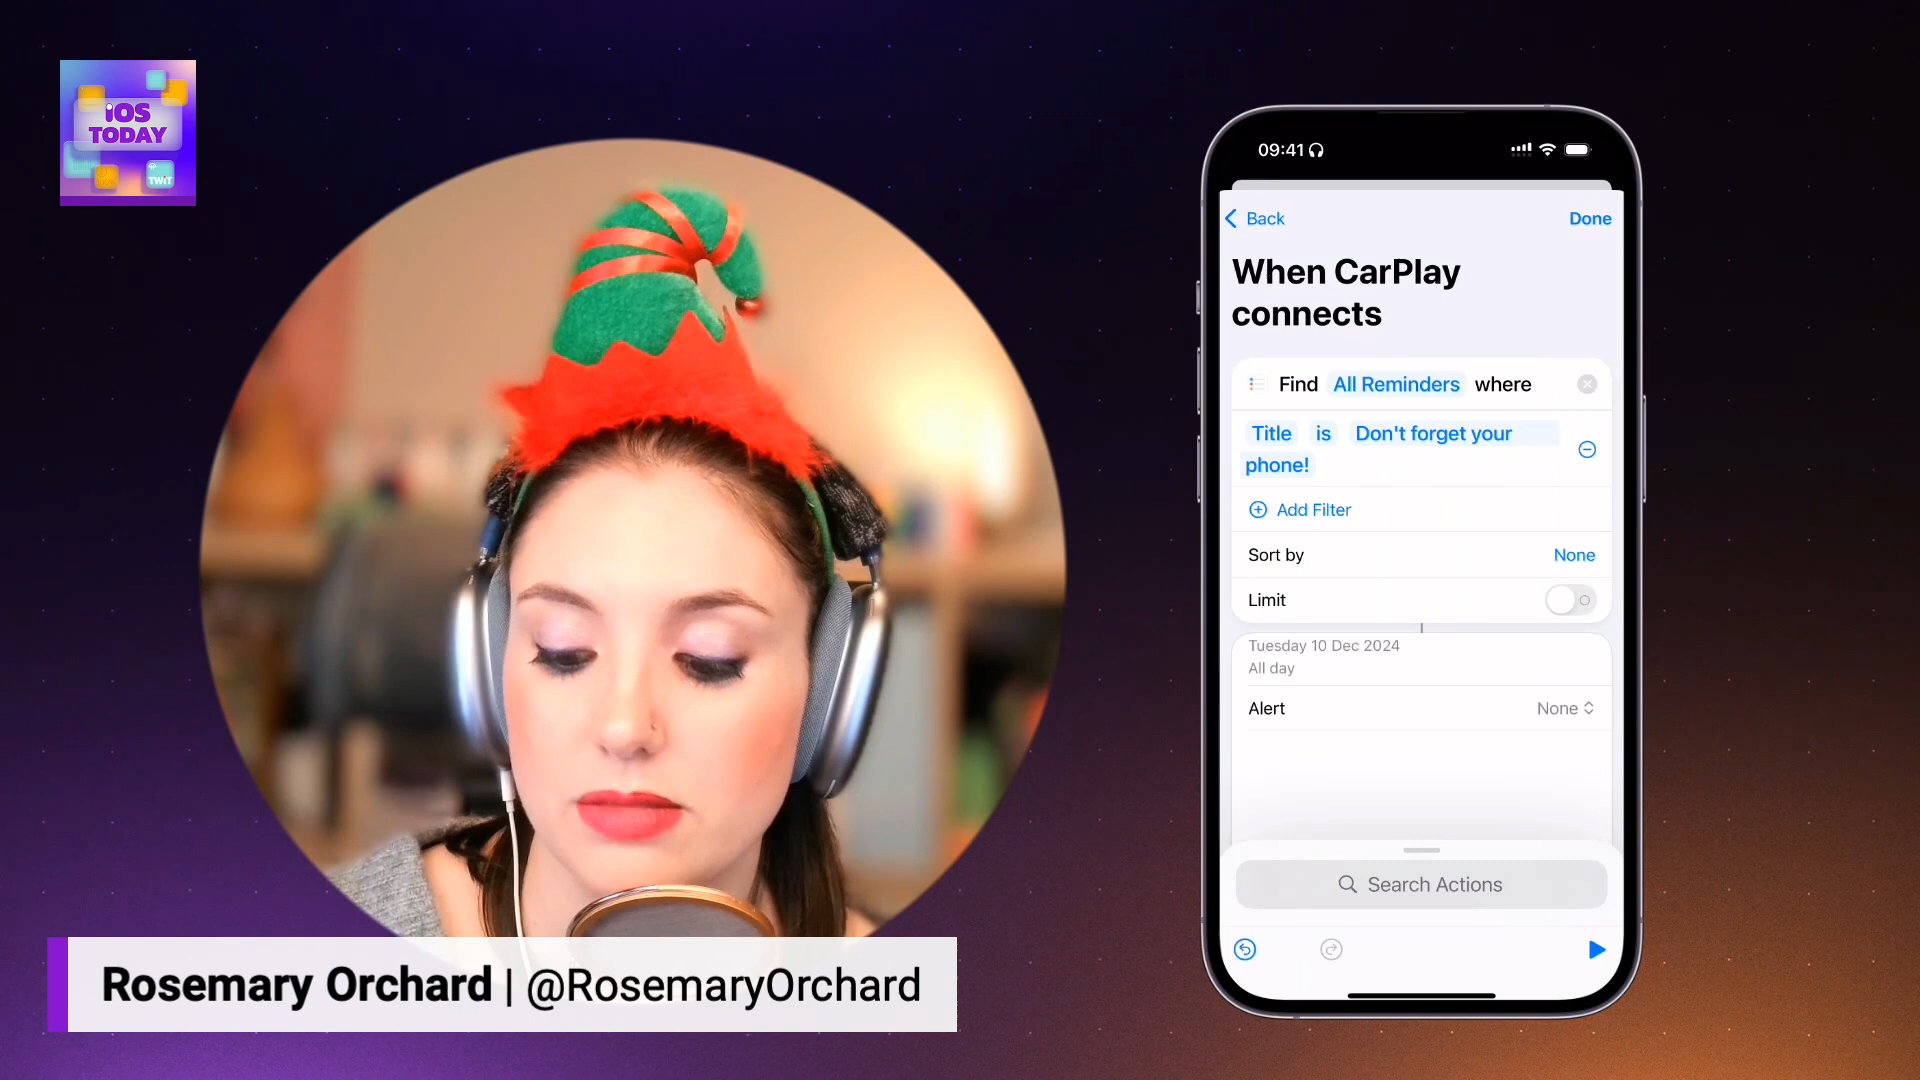 iOS
TODAY
TWiT
Rosemary Orchard | @RosemaryOrchard
09:41
Back
Done
When CarPlay
connects
Find All Reminders where
Title is Don't forget your
phone!
Add Filter
Sort by
None
Limit
Tuesday 10 Dec 2024
All day
Alert
None
Search Actions